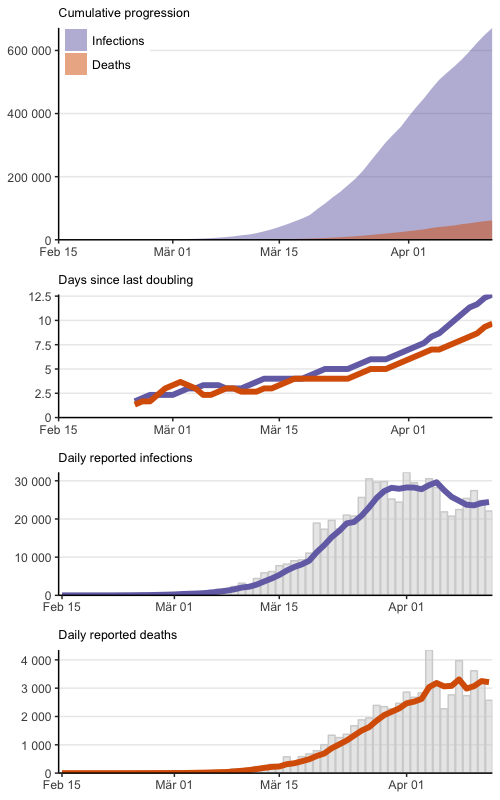 Cumulative progression
600 000
400 000
200 000
0
Infections
Deaths
Feb 15
Mär 01
Mär 15
Apr 01
Days since last doubling
12.5
10
7.5
5
2.5
0
Feb 15
Mär 01
Mär 15
Apr 01
Daily reported infections
30 000
20 000
10 000
0
Feb 15
Mär 01
Mär 15
Apr 01
Daily reported deaths
4 000
3 000
2 000
1 000
0
Feb 15
Mär 01
Mär 15
Apr 01